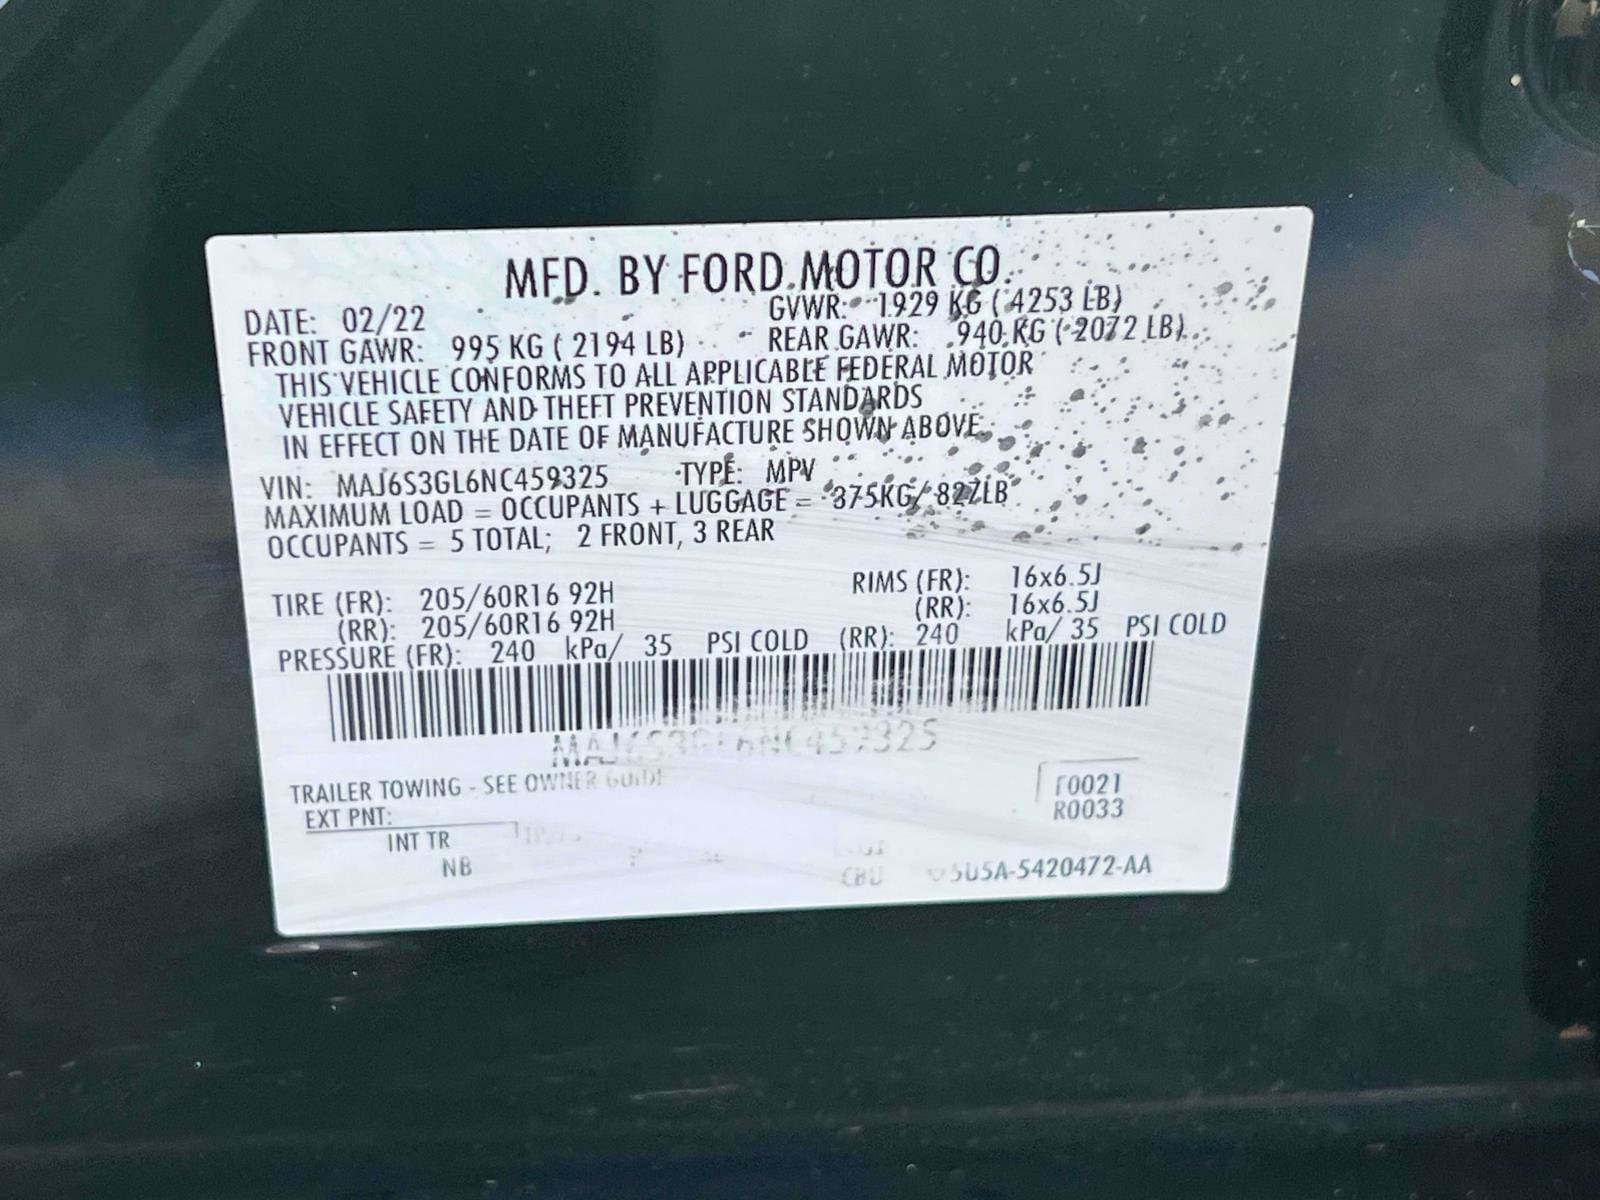 MFD. BY FORD MOTOR CO.
DATE: 02/22 GVWR: 1929 KG ( 4253 LB)
FRONT GAWR: 995 KG ( 2194 LB) REAR GAWR: 940 KG ( 2072 LB)
THIS VEHICLE CONFORMS TO ALL APPLICABLE FEDERAL MOTOR
VEHICLE SAFETY AND THEFT PREVENTION STANDARDS
IN EFFECT ON THE DATE OF MANUFACTURE SHOWN ABOVE.
VIN: MAJ6S3GL6NC459325 TYPE: MPV
MAXIMUM LOAD = OCCUPANTS + LUGGAGE = 375KG/ 827LB
OCCUPANTS = 5 TOTAL; 2 FRONT, 3 REAR
TIRE (FR): 205/60R16 92H RIMS (FR): 16x6.5J
(RR): 205/60R16 92H (RR): 16x6.5J
PRESSURE (FR): 240 kPa/ 35 PSI COLD (RR): 240 kPa/ 35 PSI COLD
MAJ6S3GL6NC459325
TRAILER TOWING - SEE OWNER GUIDE
EXT PNT: F0021
R0033
INT TR
NB CBU